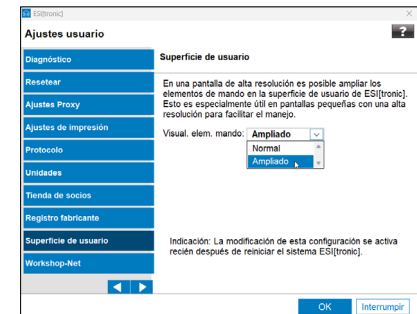 ESI[tronic]
Ajustes usuario
?
Diagnóstico
Resetear
Ajustes Proxy
Ajustes de impresión
Protocolo
Unidades
Tienda de socios
Registro fabricante
Superficie de usuario
Workshop-Net
Superficie de usuario
En una pantalla de alta resolución es posible ampliar los
elementos de mando en la superficie de usuario de ESI[tronic].
Esto es especialmente útil en pantallas pequeñas con una alta
resolución para facilitar el manejo.
Visual. elem. mando: Ampliado
Normal
Ampliado
Indicación: La modificación de esta configuración se activa
recién después de reiniciar el sistema ESI[tronic].
OK Interrumpir